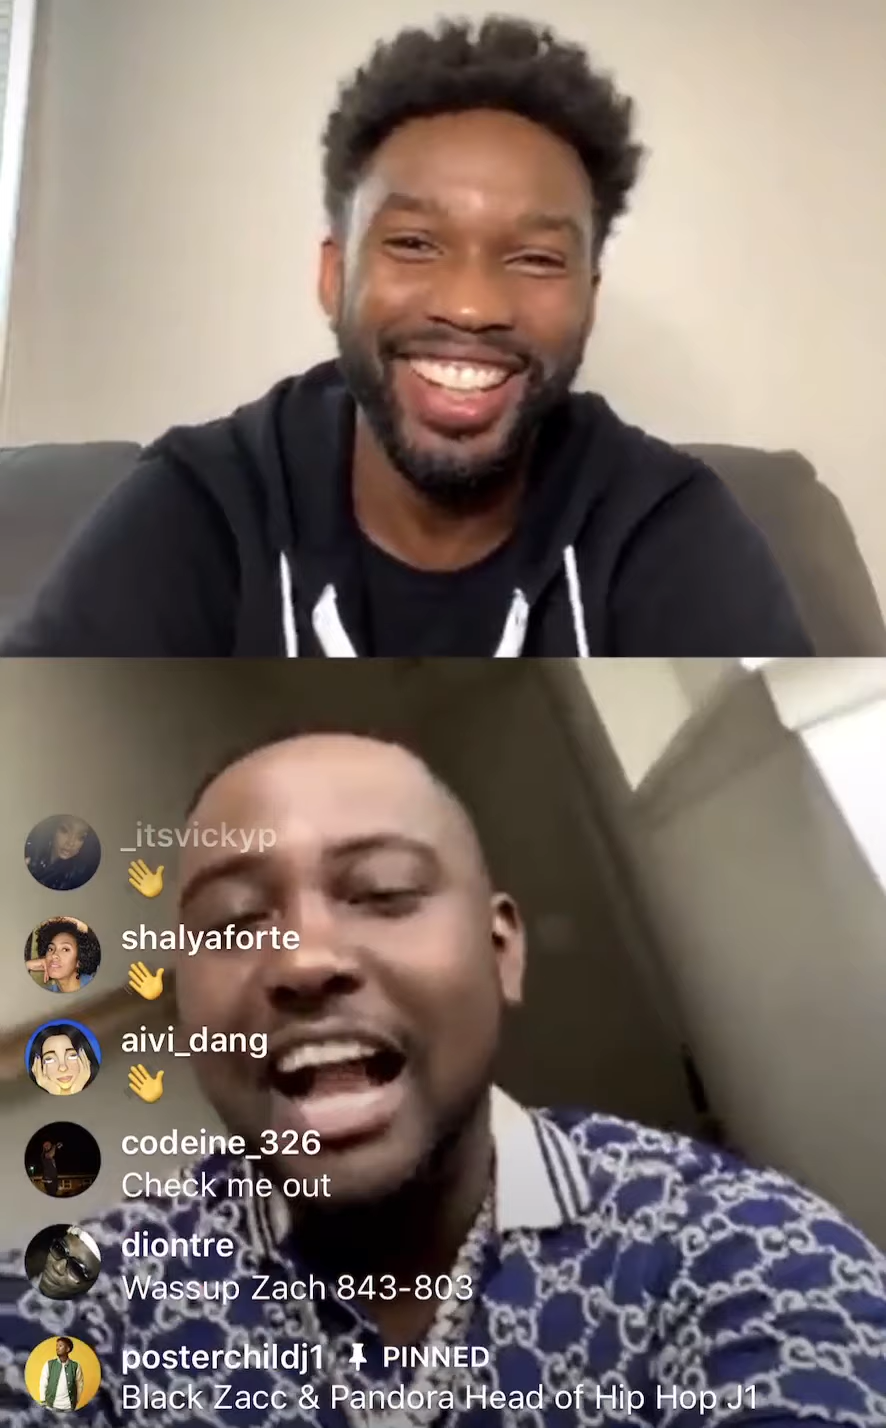 _itsvickyp
👋
shalyaforte
👋
aivi_dang
👋
codeine_326
Check me out
diontre
Wassup Zach 843-803
posterchildj1 📌 PINNED
Black Zacc & Pandora Head of Hip Hop J1